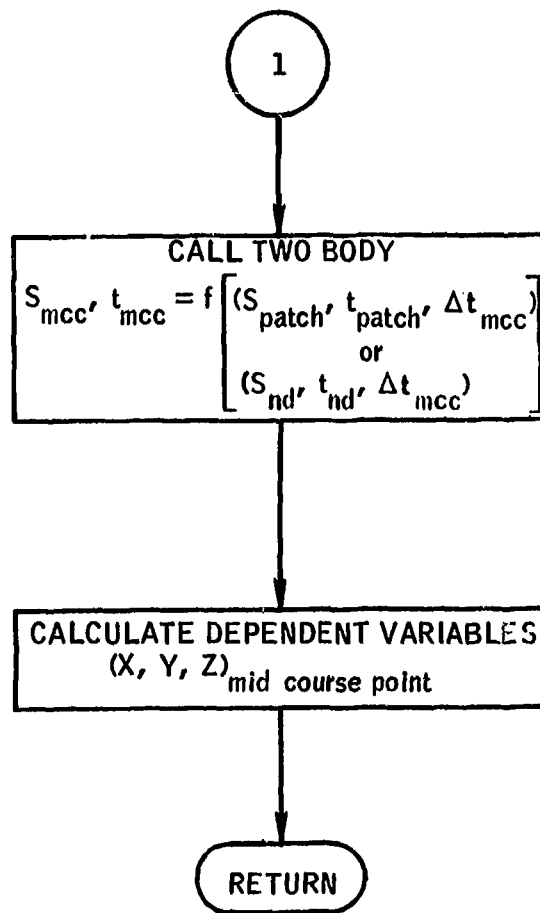 1
CALL TWO BODY
S_mcc, t_mcc = f [(S_patch, t_patch, Δt_mcc)
or
(S_nd, t_nd, Δt_mcc)]
CALCULATE DEPENDENT VARIABLES
(X, Y, Z)_mid course point
RETURN